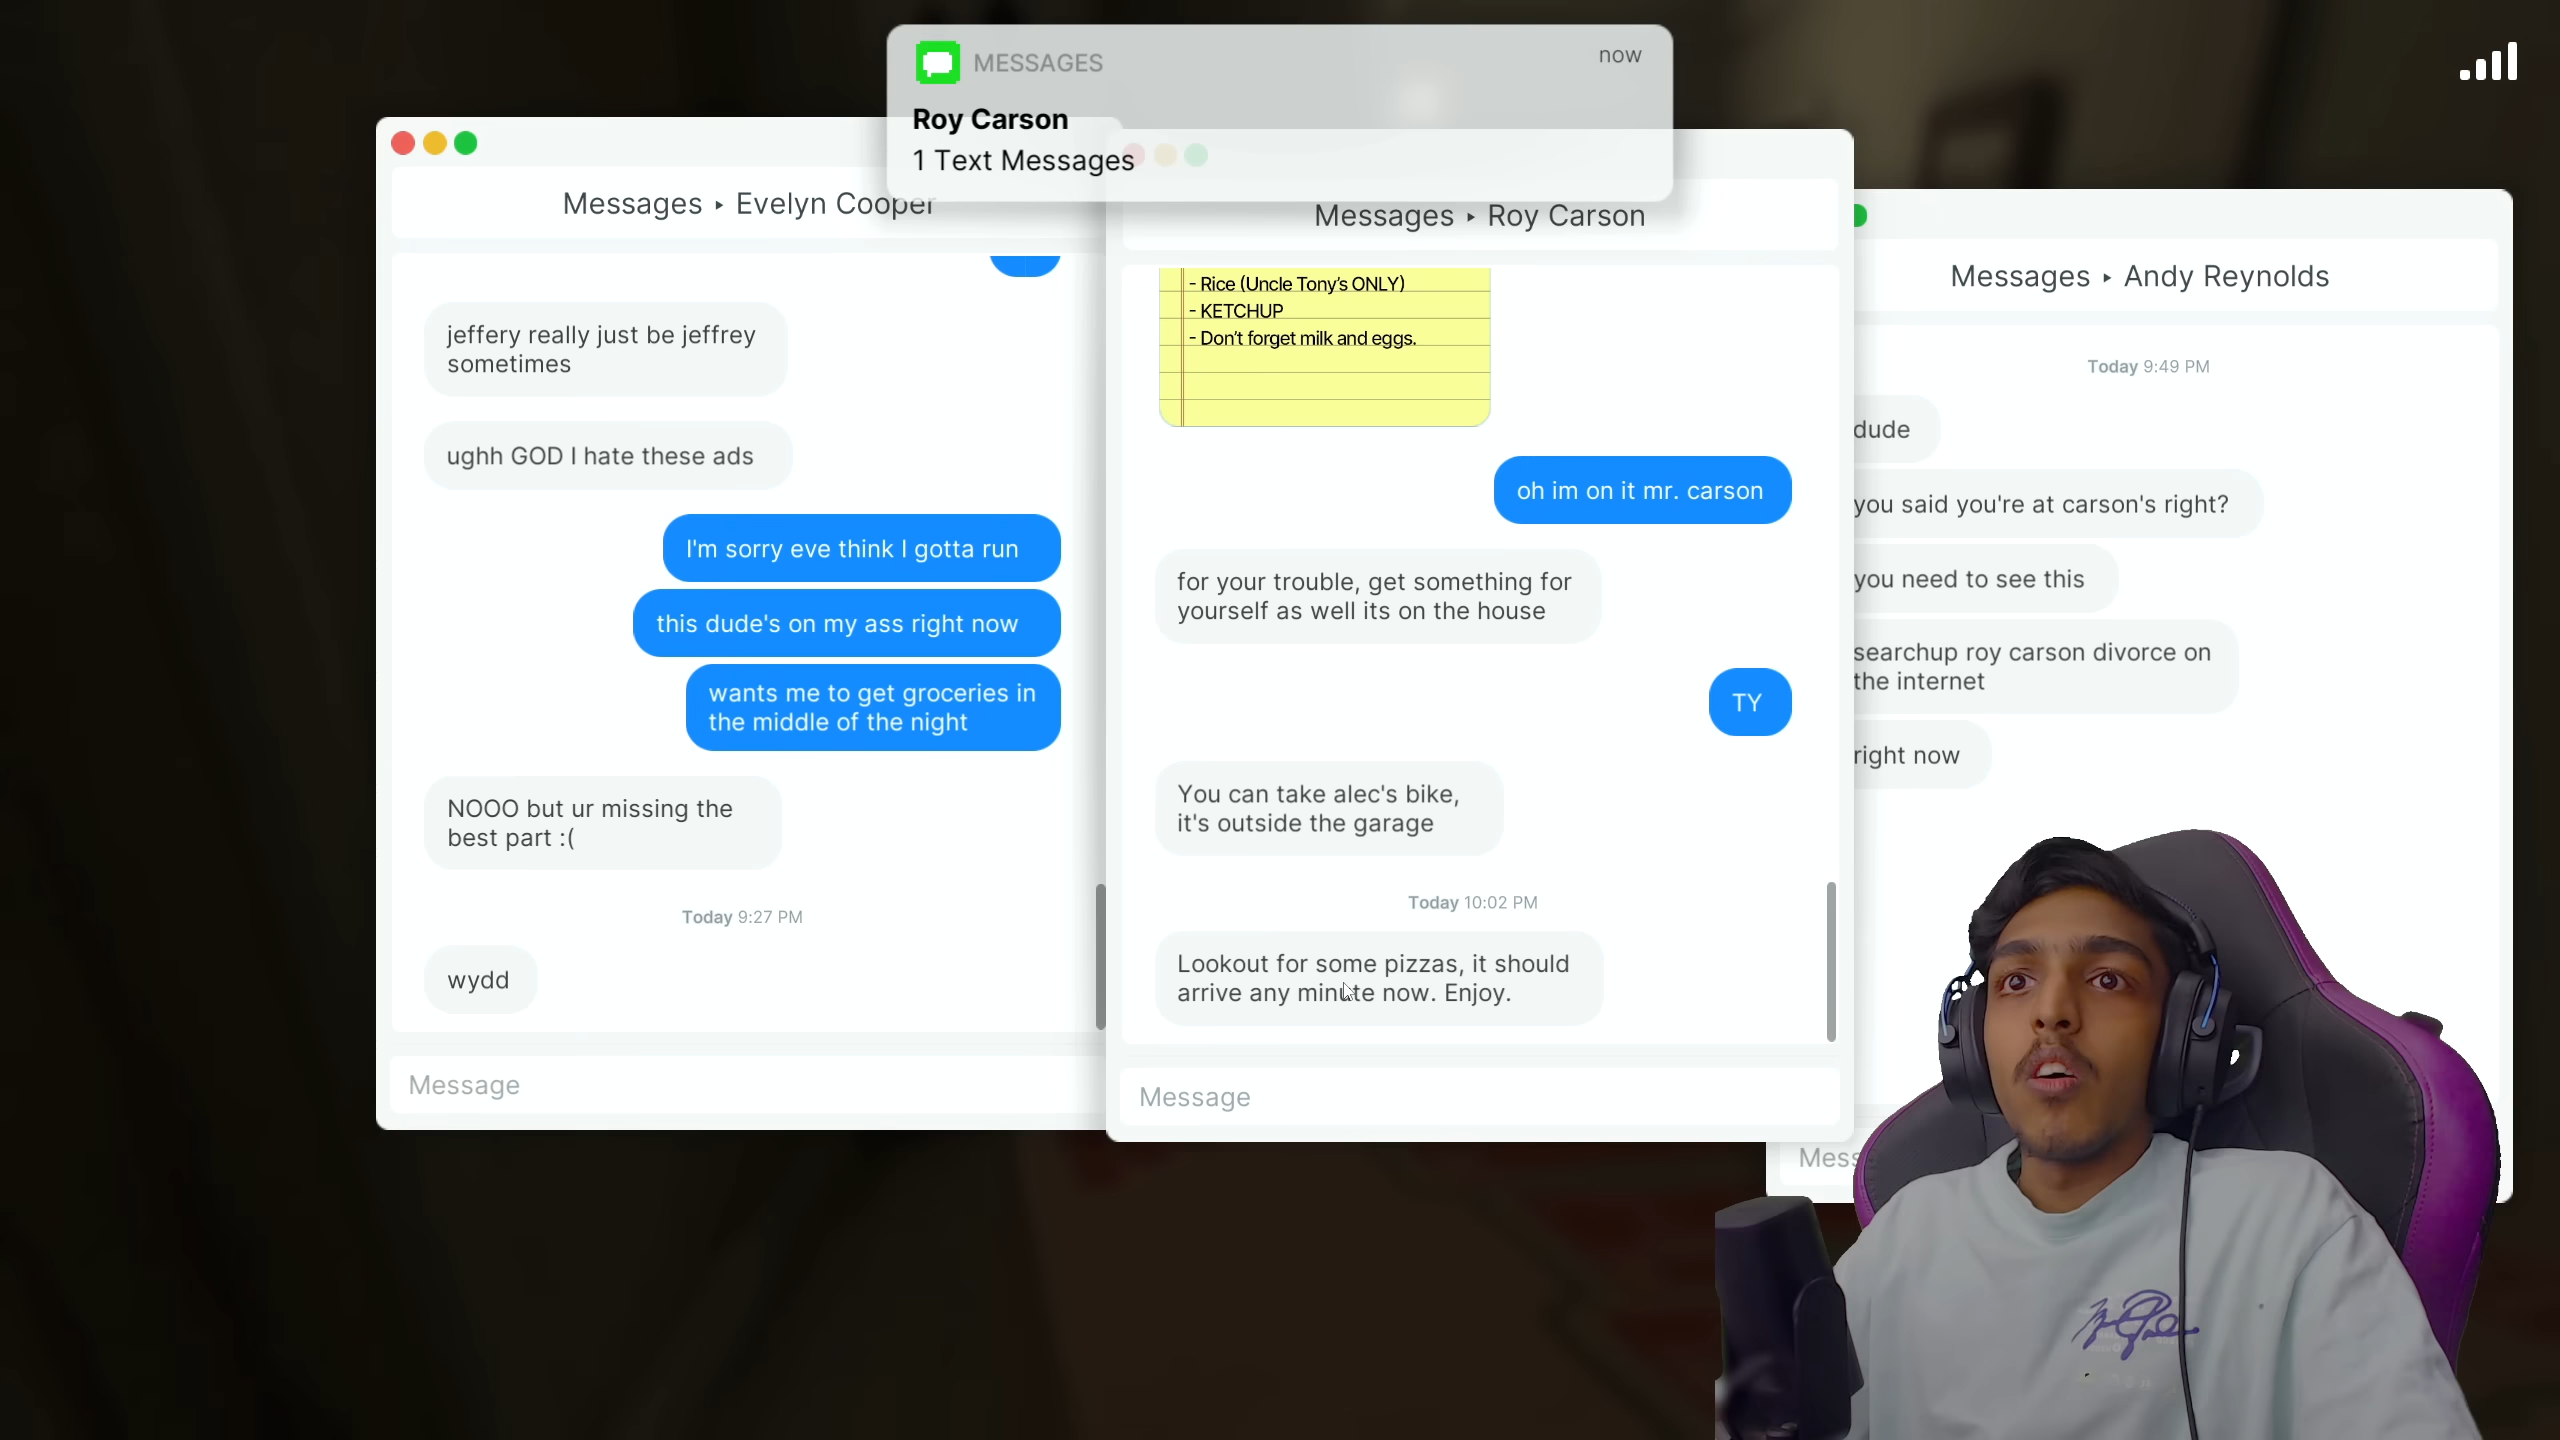 MESSAGES
now
Roy Carson
1 Text Messages
Messages ▸ Evelyn Cooper
jeffery really just be jeffrey
sometimes
ughh GOD I hate these ads
I'm sorry eve think I gotta run
this dude's on my ass right now
wants me to get groceries in
the middle of the night
NOOO but ur missing the
best part :(
Today 9:27 PM
wydd
Message
Messages ▸ Roy Carson
- Rice (Uncle Tony's ONLY)
- KETCHUP
- Don't forget milk and eggs.
oh im on it mr. carson
for your trouble, get something for
yourself as well its on the house
TY
You can take alec's bike,
it's outside the garage
Today 10:02 PM
Lookout for some pizzas, it should
arrive any minute now. Enjoy.
Message
Messages ▸ Andy Reynolds
Today 9:49 PM
dude
you said you're at carson's right?
you need to see this
searchup roy carson divorce on
the internet
right now
Mess